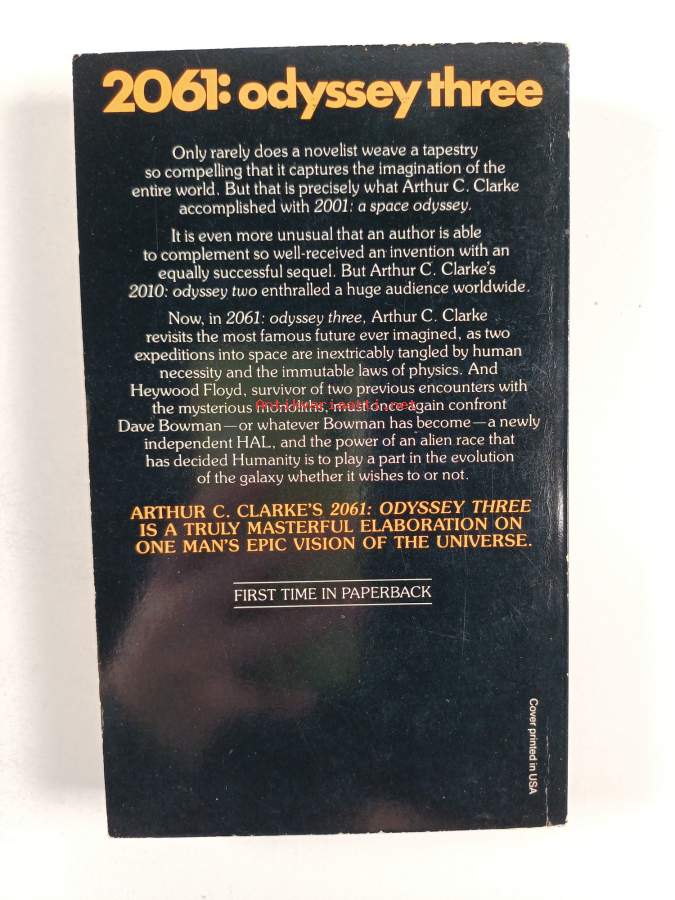 2061: odyssey three
Only rarely does a novelist weave a tapestry
so compelling that it captures the imagination of the
entire world. But that is precisely what Arthur C. Clarke
accomplished with 2001: a space odyssey.
It is even more unusual that an author is able
to complement so well-received an invention with an
equally successful sequel. But Arthur C. Clarke's
2010: odyssey two enthralled a huge audience worldwide.
Now, in 2061: odyssey three, Arthur C. Clarke
revisits the most famous future ever imagined, as two
expeditions into space are inextricably tangled by human
necessity and the immutable laws of physics. And
Heywood Floyd, survivor of two previous encounters with
the mysterious monoliths, must once again confront
Dave Bowman—or whatever Bowman has become—a newly
independent HAL, and the power of an alien race that
has decided Humanity is to play a part in the evolution
of the galaxy whether it wishes to or not.
ARTHUR C. CLARKE'S 2061: ODYSSEY THREE
IS A TRULY MASTERFUL ELABORATION ON
ONE MAN'S EPIC VISION OF THE UNIVERSE.
FIRST TIME IN PAPERBACK
Cover printed in USA